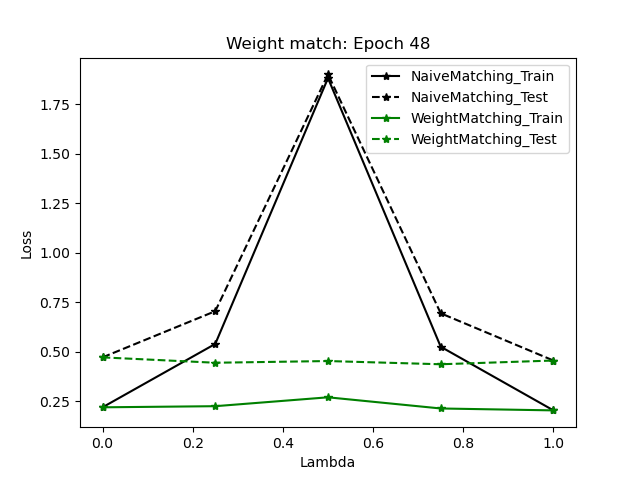 Weight match: Epoch 48
NaiveMatching_Train
NaiveMatching_Test
WeightMatching_Train
WeightMatching_Test
Loss
1.75
1.50
1.25
1.00
0.75
0.50
0.25
0.0 0.2 0.4 0.6 0.8 1.0
Lambda